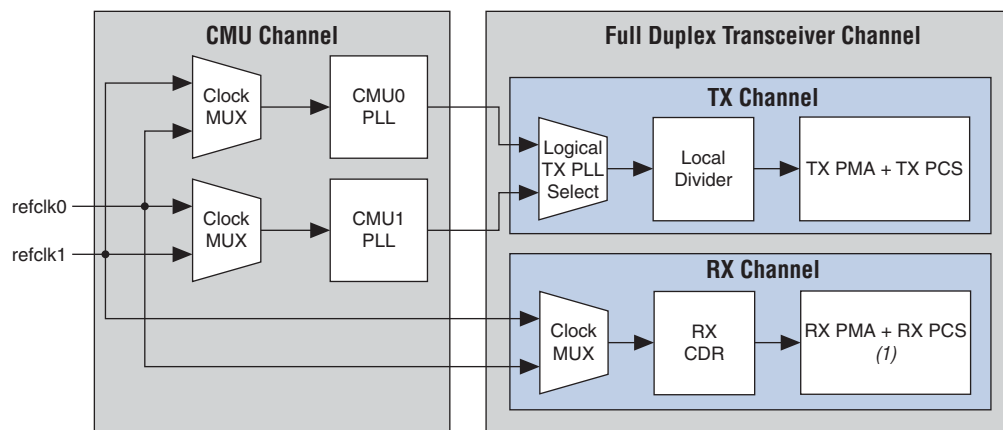 CMU Channel
Full Duplex Transceiver Channel
Clock
MUX
CMU0
PLL
TX Channel
Logical
TX PLL
Select
Local
Divider
TX PMA + TX PCS
refclk0
refclk1
Clock
MUX
CMU1
PLL
RX Channel
Clock
MUX
RX
CDR
RX PMA + RX PCS
(1)